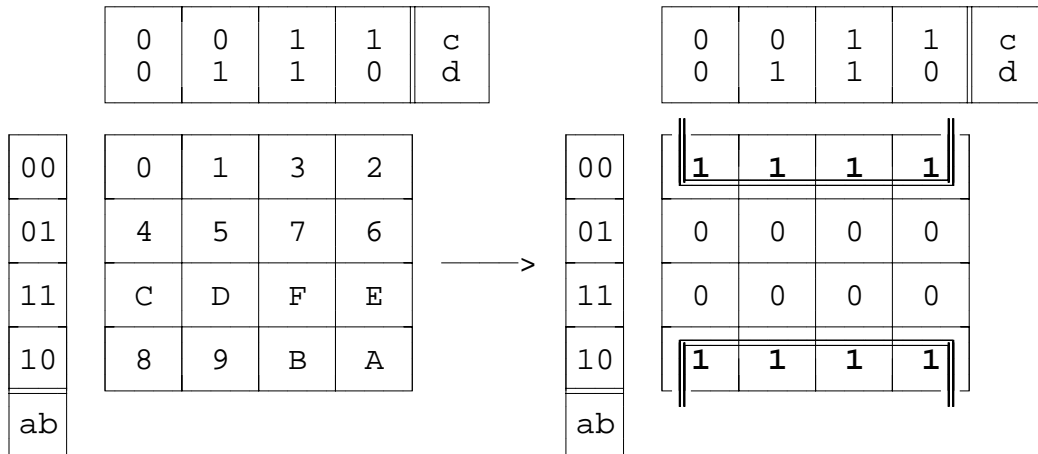 0 0 1 1 c 0 0 1 1 c
0 1 1 0 d 0 1 1 0 d
00 0 1 3 2 00 1 1 1 1
01 4 5 7 6 01 0 0 0 0
11 C D F E > 11 0 0 0 0
10 8 9 B A 10 1 1 1 1
ab ab